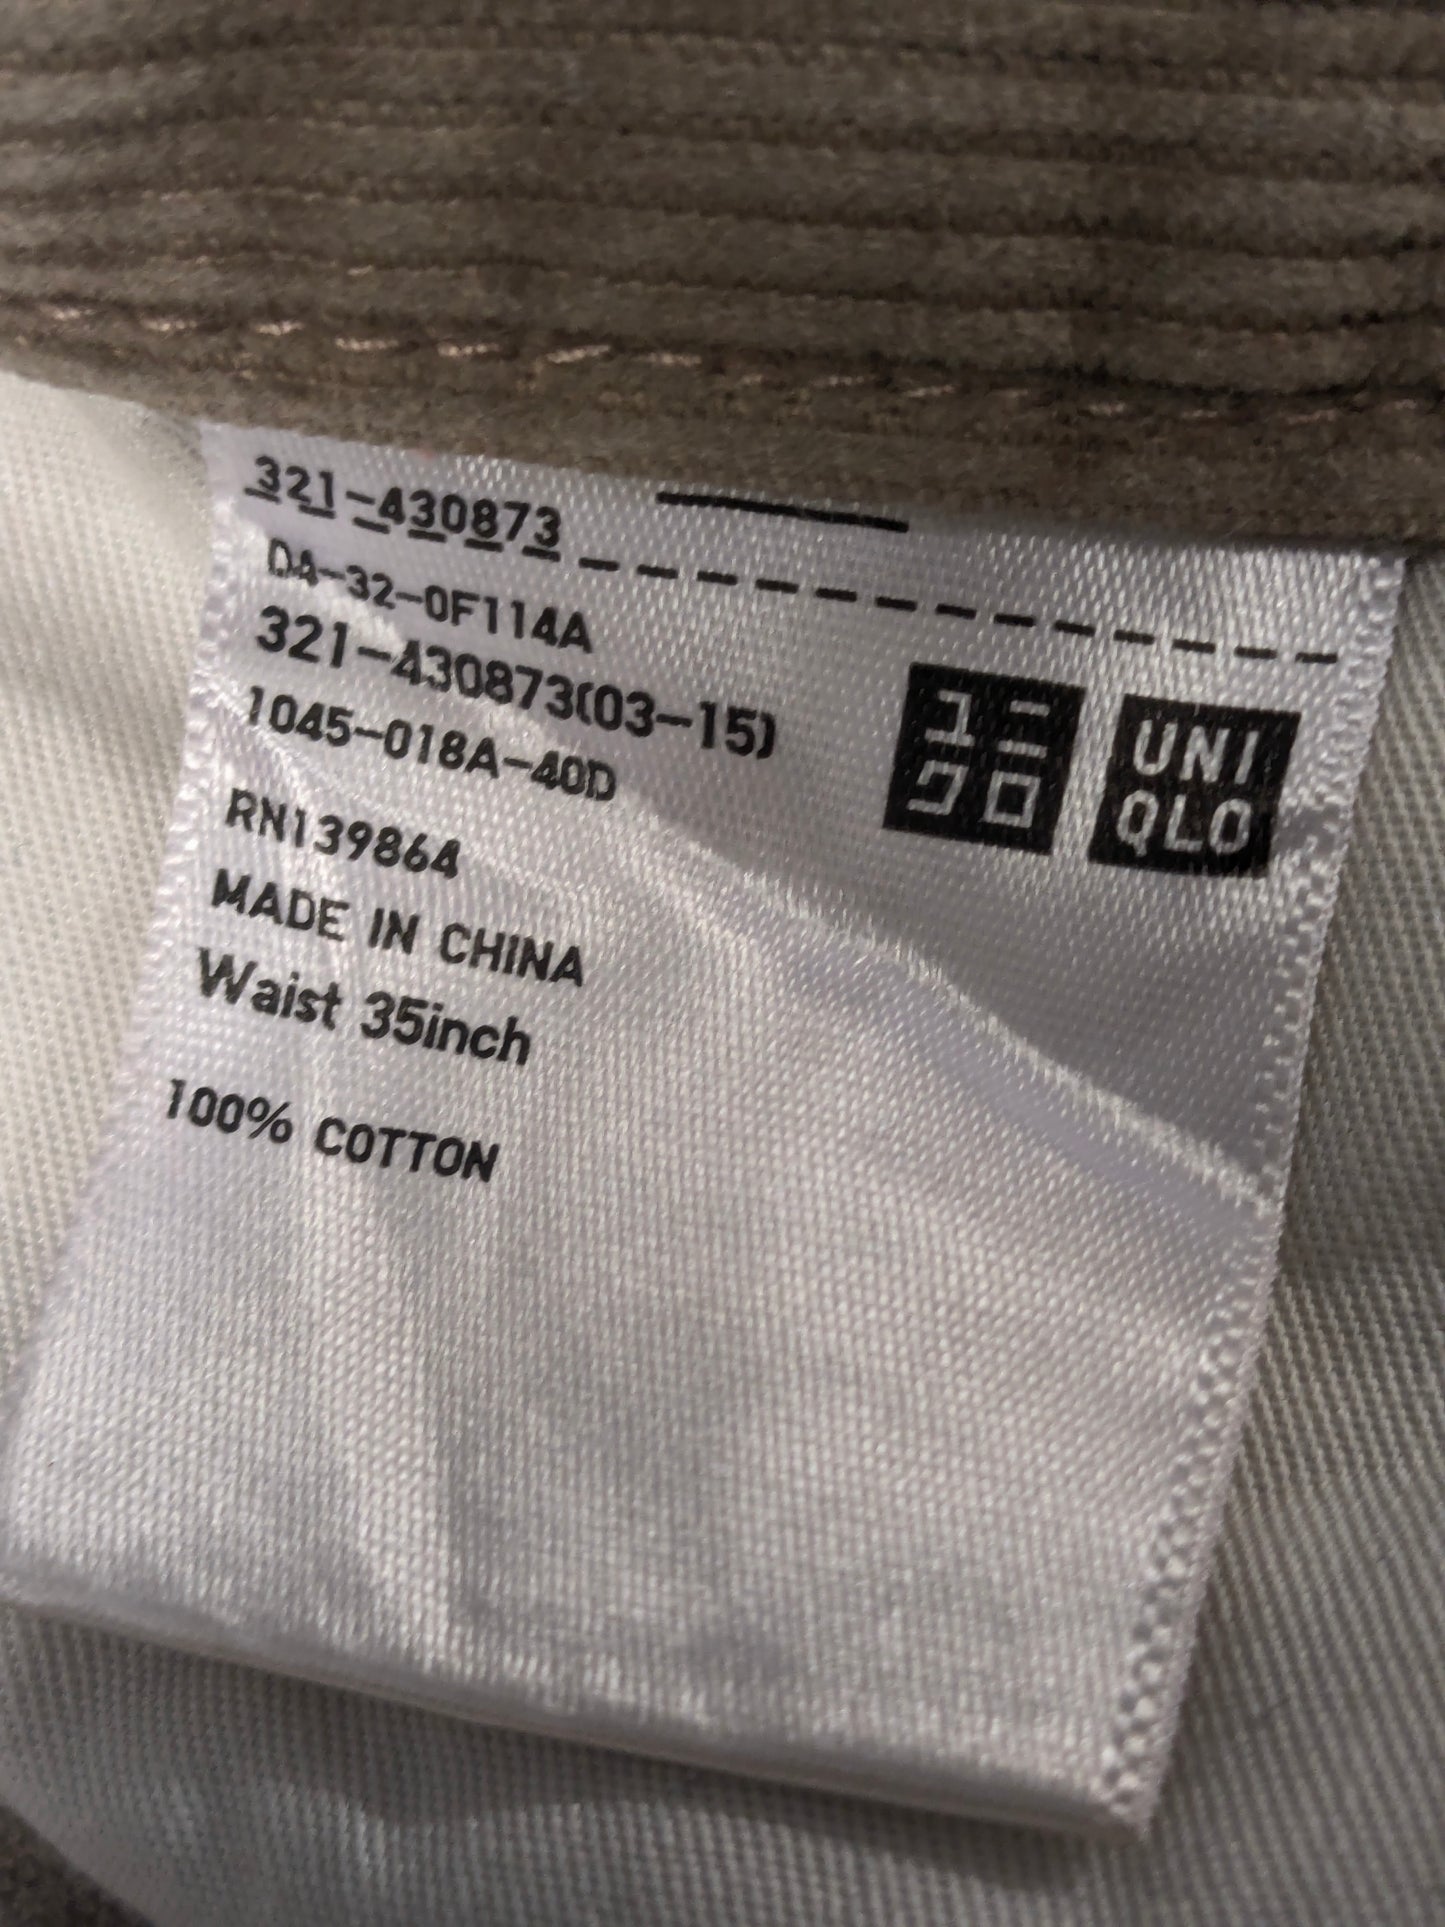 321-430873
D4-32-0F114A
321-430873(03-15)
1045-018A-40D
ユニ
クロ
UNI
QLO
RN139864
MADE IN CHINA
Waist 35inch
100% COTTON